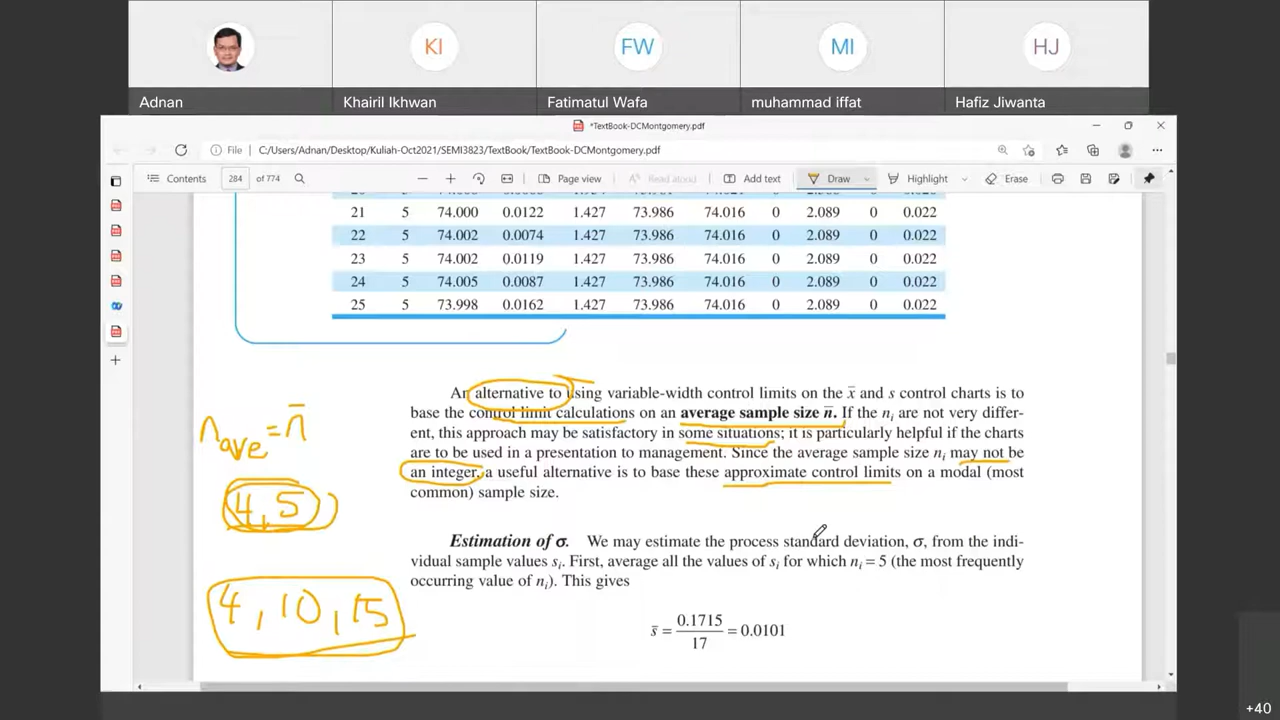 KI
FW
MI
HJ
Adnan
Khairil Ikhwan
Fatimatul Wafa
muhammad iffat
Hafiz Jiwanta
*TextBook-DCMontgomery.pdf
File C:/Users/Adnan/Desktop/Kuliah-Oct2021/SEMI3823/TextBook/TextBook-DCMontgomery.pdf
Contents 284 of 774 Page view Read aloud Add text Draw Highlight Erase
21 5 74.000 0.0122 1.427 73.986 74.016 0 2.089 0 0.022
22 5 74.002 0.0074 1.427 73.986 74.016 0 2.089 0 0.022
23 5 74.002 0.0119 1.427 73.986 74.016 0 2.089 0 0.022
24 5 74.005 0.0087 1.427 73.986 74.016 0 2.089 0 0.022
25 5 73.998 0.0162 1.427 73.986 74.016 0 2.089 0 0.022
An alternative to using variable-width control limits on the x̄ and s control charts is to
base the control limit calculations on an average sample size n̄. If the nᵢ are not very differ-
ent, this approach may be satisfactory in some situations; it is particularly helpful if the charts
are to be used in a presentation to management. Since the average sample size nᵢ may not be
an integer, a useful alternative is to base these approximate control limits on a modal (most
common) sample size.
n ave = n̄
4, 5
4, 10, 15
Estimation of σ. We may estimate the process standard deviation, σ, from the indi-
vidual sample values sᵢ. First, average all the values of sᵢ for which nᵢ = 5 (the most frequently
occurring value of nᵢ). This gives
s̄ = 0.1715 / 17 = 0.0101
+40